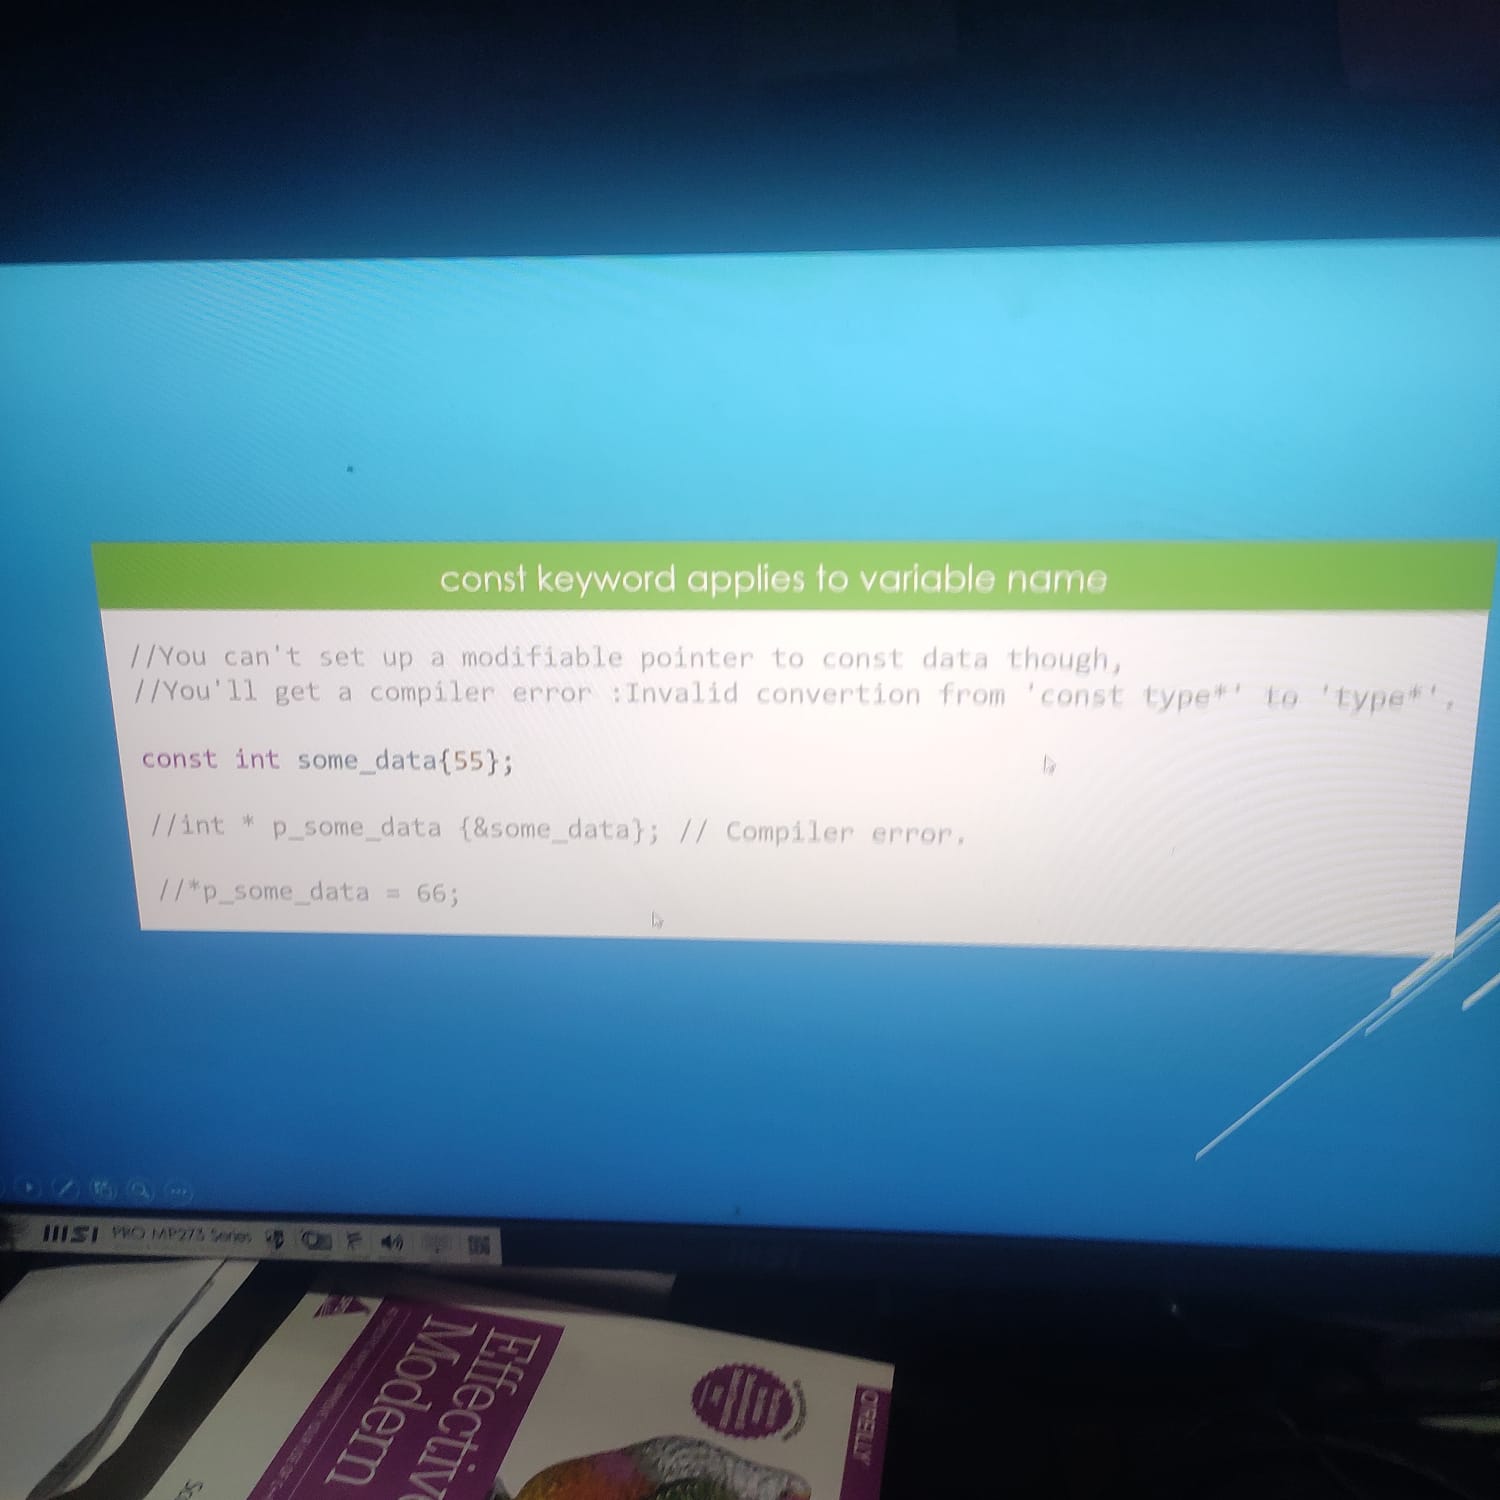 const keyword applies to variable name
//You can't set up a modifiable pointer to const data though,
//You'll get a compiler error :Invalid convertion from 'const type*' to 'type*'.
const int some_data{55};
//int * p_some_data {&some_data}; // Compiler error.
//*p_some_data = 66;
msi PRO MP273 Series
Effective
Modern
O'REILLY